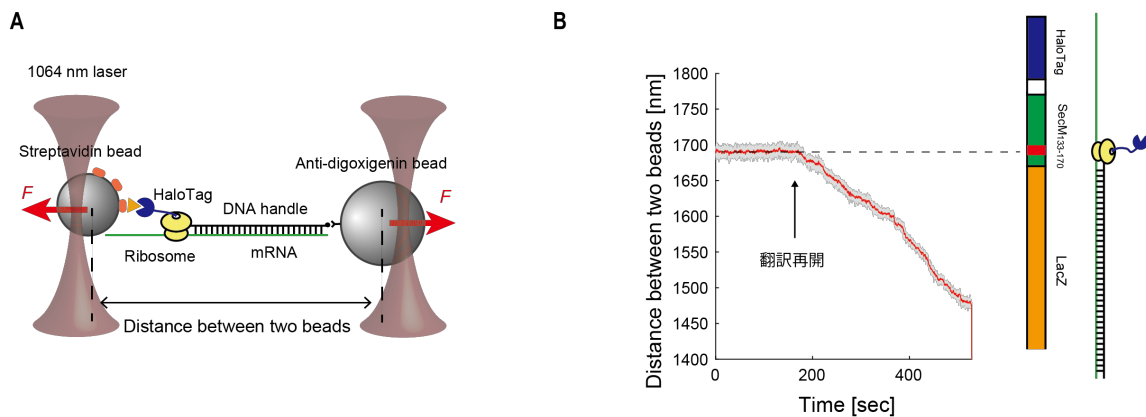 A
1064 nm laser
Streptavidin bead
Anti-digoxigenin bead
F
HaloTag
DNA handle
F
Ribosome
mRNA
Distance between two beads
B
Distance between two beads [nm]
1800
1750
1700
1650
1600
1550
1500
1450
1400
翻訳再開
0
200
400
Time [sec]
HaloTag
SecM133-170
LacZ